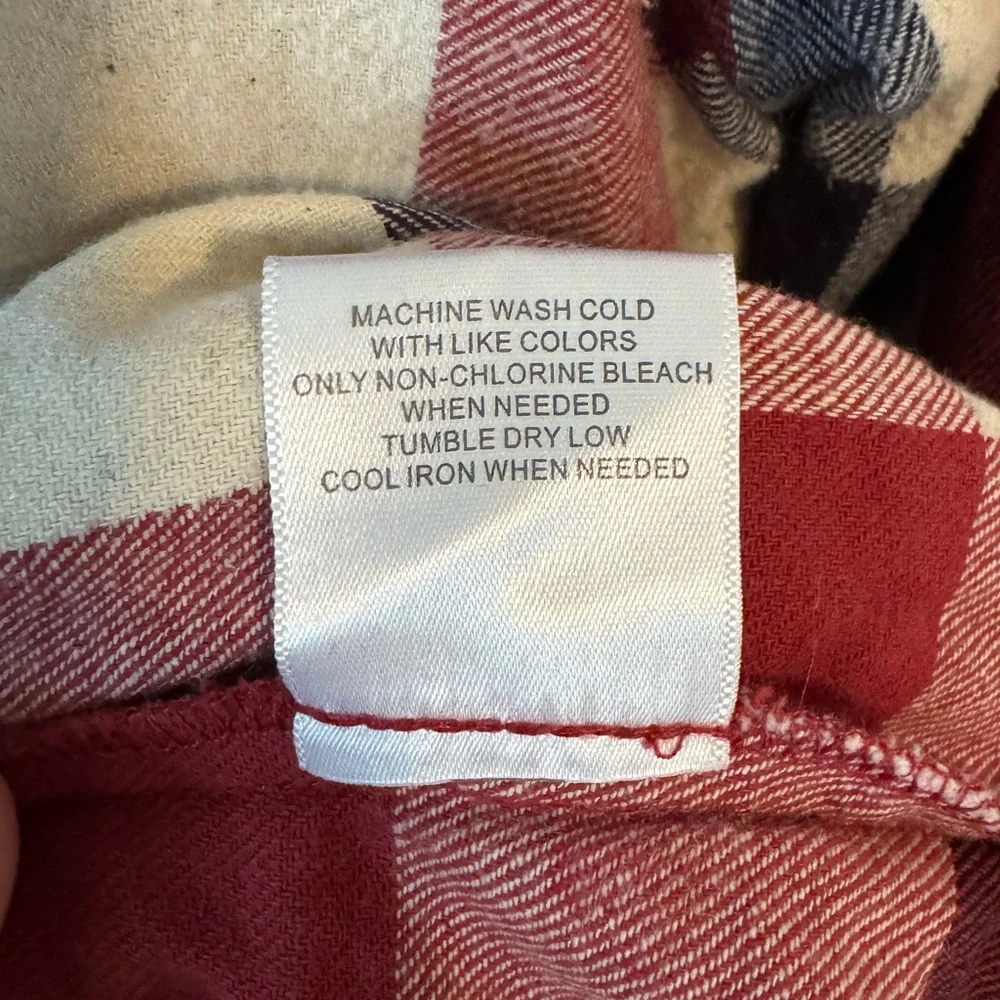 MACHINE WASH COLD
WITH LIKE COLORS
ONLY NON-CHLORINE BLEACH
WHEN NEEDED
TUMBLE DRY LOW
COOL IRON WHEN NEEDED